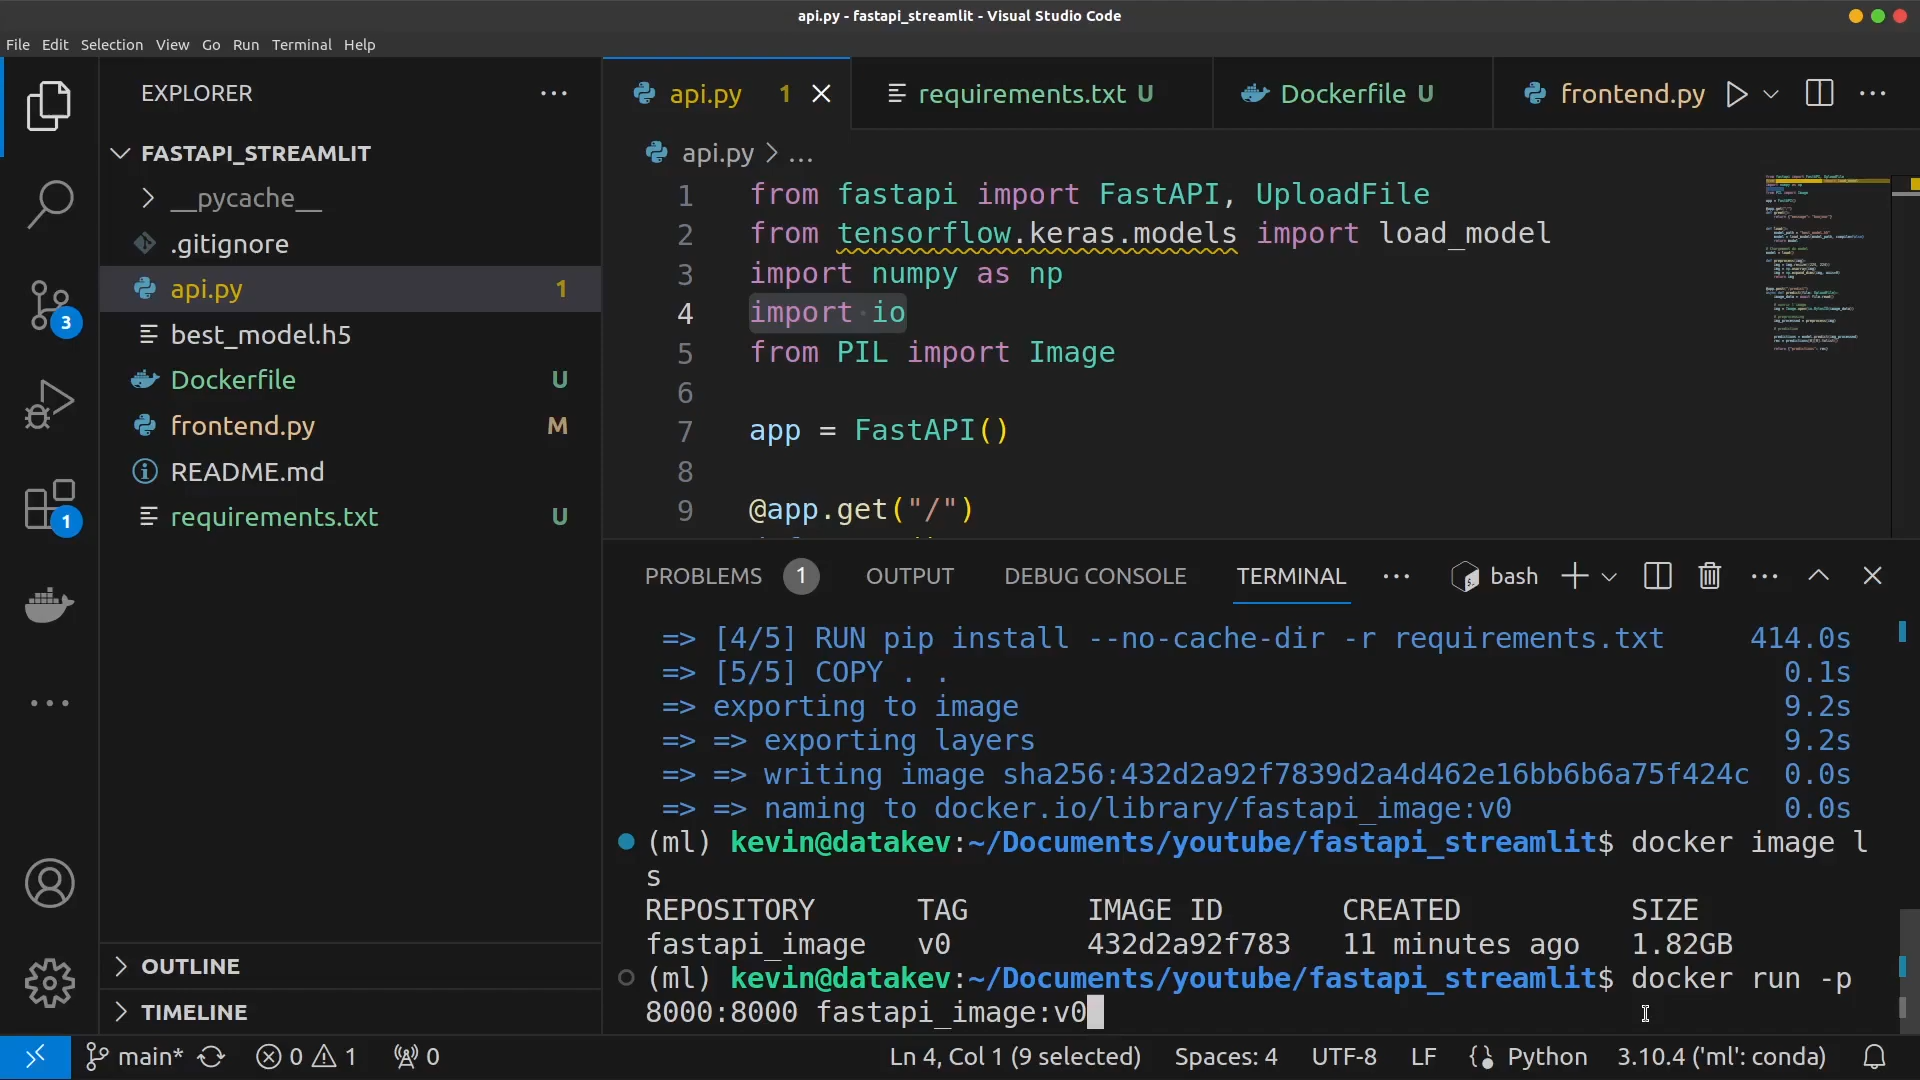 api.py - fastapi_streamlit - Visual Studio Code
File Edit Selection View Go Run Terminal Help
EXPLORER
FASTAPI_STREAMLIT
__pycache__
.gitignore
api.py 1
best_model.h5
Dockerfile U
frontend.py M
README.md
requirements.txt U
OUTLINE
TIMELINE
3
1
api.py 1
requirements.txt U
Dockerfile U
frontend.py
api.py > ...
1 from fastapi import FastAPI, UploadFile
2 from tensorflow.keras.models import load_model
3 import numpy as np
4 import io
5 from PIL import Image
6
7 app = FastAPI()
8
9 @app.get("/")
PROBLEMS 1 OUTPUT DEBUG CONSOLE TERMINAL bash
=> [4/5] RUN pip install --no-cache-dir -r requirements.txt 414.0s
=> [5/5] COPY . . 0.1s
=> exporting to image 9.2s
=> => exporting layers 9.2s
=> => writing image sha256:432d2a92f7839d2a4d462e16bb6b6a75f424c 0.0s
=> => naming to docker.io/library/fastapi_image:v0 0.0s
(ml) kevin@datakev:~/Documents/youtube/fastapi_streamlit$ docker image l
s
REPOSITORY TAG IMAGE ID CREATED SIZE
fastapi_image v0 432d2a92f783 11 minutes ago 1.82GB
(ml) kevin@datakev:~/Documents/youtube/fastapi_streamlit$ docker run -p
8000:8000 fastapi_image:v0
main* 0 1 0 Ln 4, Col 1 (9 selected) Spaces: 4 UTF-8 LF Python 3.10.4 ('ml': conda)